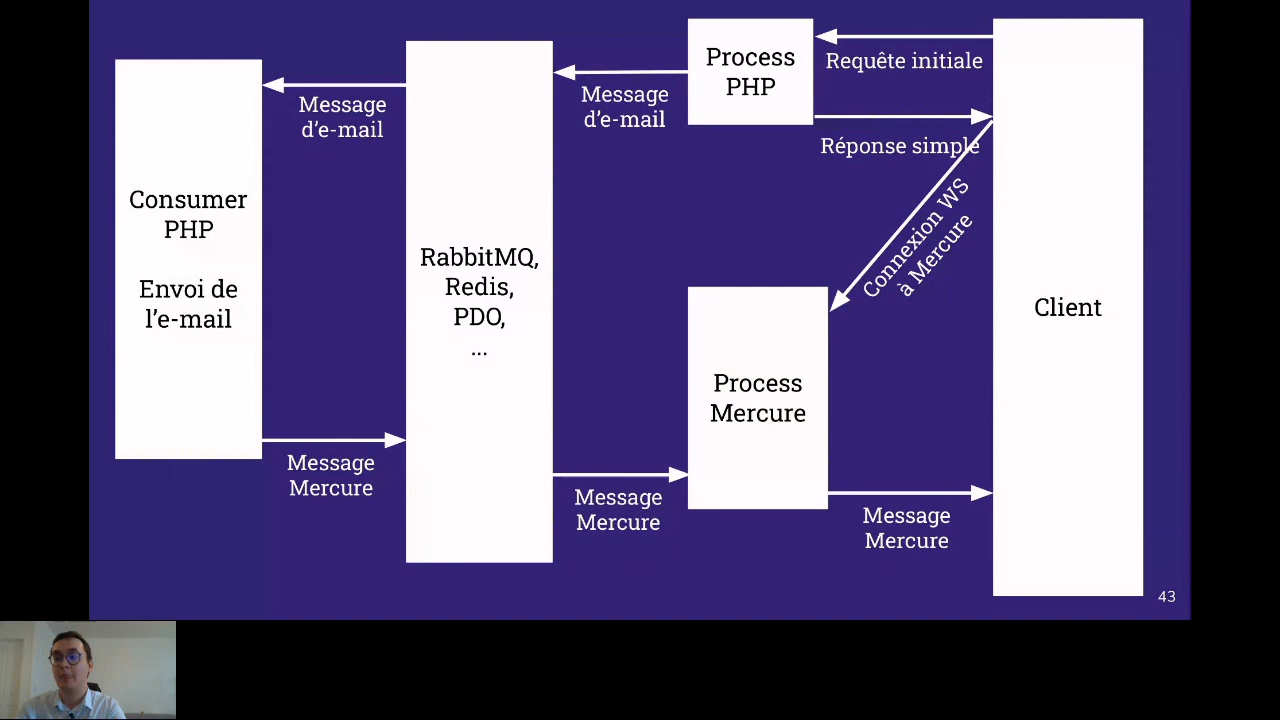 Consumer
PHP
Envoi de
l'e-mail
Message
d'e-mail
RabbitMQ,
Redis,
PDO,
...
Message
d'e-mail
Process
PHP
Requête initiale
Réponse simple
Connexion WS
à Mercure
Client
Process
Mercure
Message
Mercure
Message
Mercure
Message
Mercure
43